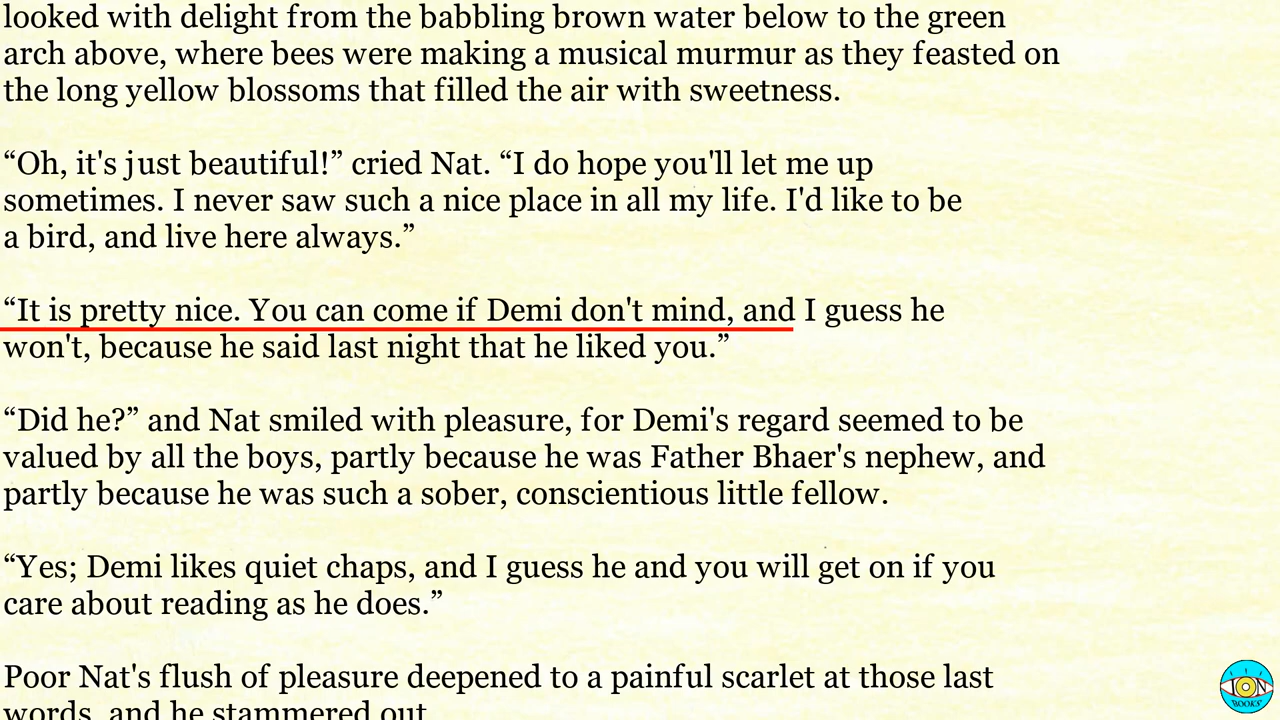 looked with delight from the babbling brown water below to the green
arch above, where bees were making a musical murmur as they feasted on
the long yellow blossoms that filled the air with sweetness.
“Oh, it's just beautiful!” cried Nat. “I do hope you'll let me up
sometimes. I never saw such a nice place in all my life. I'd like to be
a bird, and live here always.”
“It is pretty nice. You can come if Demi don't mind, and I guess he
won't, because he said last night that he liked you.”
“Did he?” and Nat smiled with pleasure, for Demi's regard seemed to be
valued by all the boys, partly because he was Father Bhaer's nephew, and
partly because he was such a sober, conscientious little fellow.
“Yes; Demi likes quiet chaps, and I guess he and you will get on if you
care about reading as he does.”
Poor Nat's flush of pleasure deepened to a painful scarlet at those last
words, and he stammered out,
ION
BOOKS